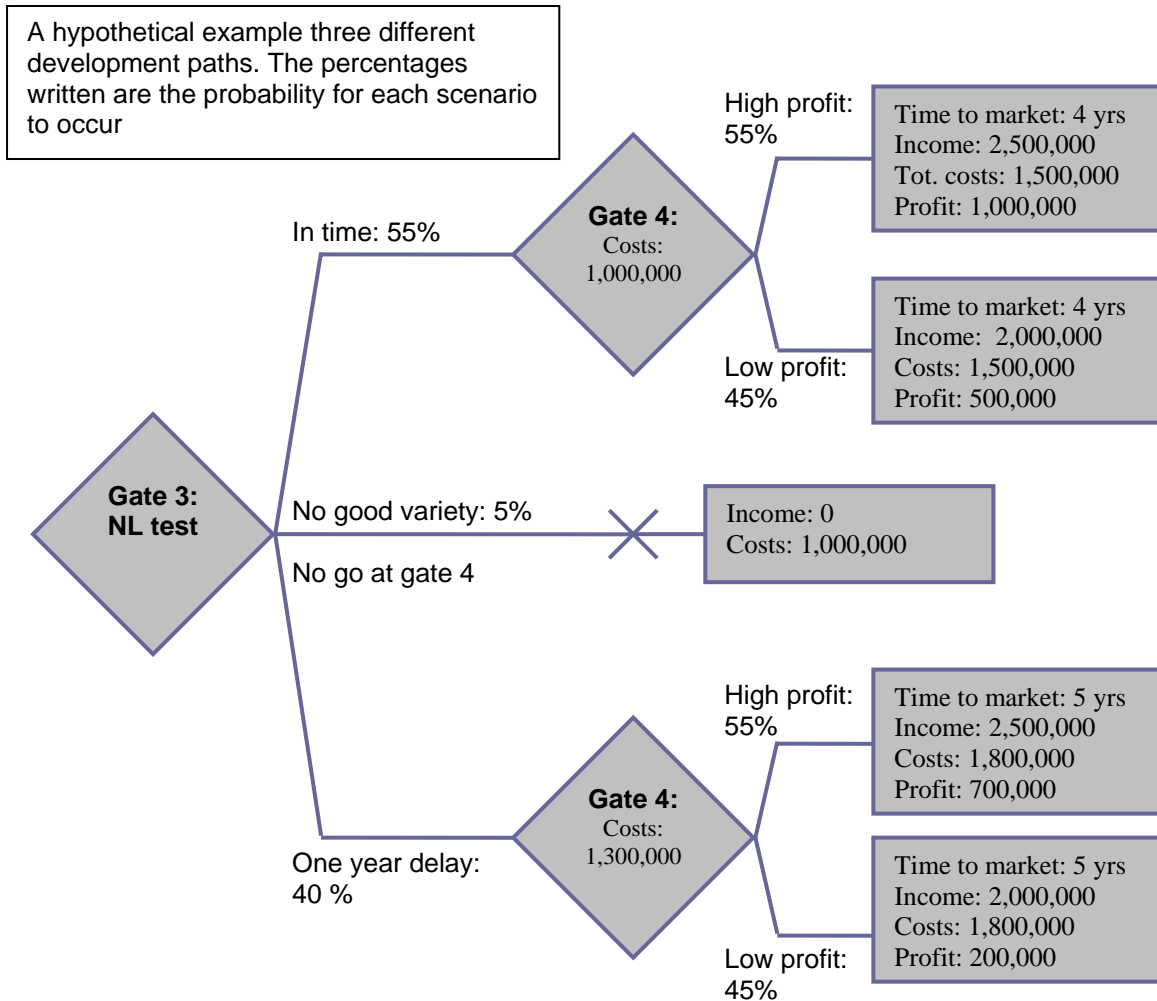 A hypothetical example three different
development paths. The percentages
written are the probability for each scenario
to occur
High profit:
55%
Time to market: 4 yrs
Income: 2,500,000
Tot. costs: 1,500,000
Profit: 1,000,000
In time: 55%
Gate 4:
Costs:
1,000,000
Low profit:
45%
Time to market: 4 yrs
Income:  2,000,000
Costs: 1,500,000
Profit: 500,000
Gate 3:
NL test
No good variety: 5%
No go at gate 4
Income: 0
Costs: 1,000,000
High profit:
55%
Time to market: 5 yrs
Income: 2,500,000
Costs: 1,800,000
Profit: 700,000
One year delay:
40 %
Gate 4:
Costs:
1,300,000
Low profit:
45%
Time to market: 5 yrs
Income: 2,000,000
Costs: 1,800,000
Profit: 200,000